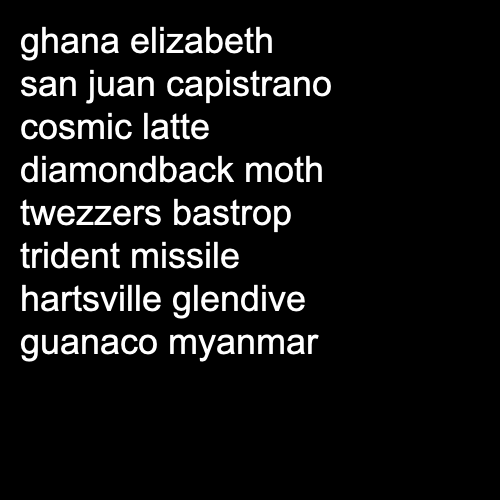 ghana elizabeth
san juan capistrano
cosmic latte
diamondback moth
twezzers bastrop
trident missile
hartsville glendive
guanaco myanmar